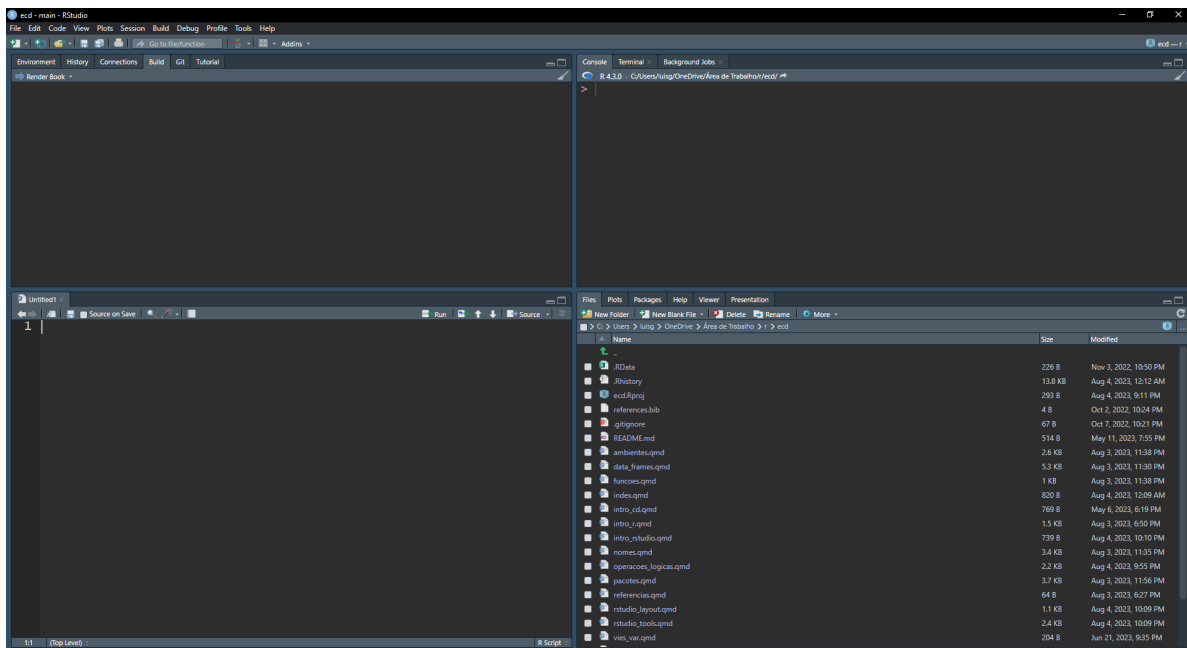 ecd - main - RStudio
File Edit Code View Plots Session Build Debug Profile Tools Help
Go to file/function Addins ecd — r
Environment History Connections Build Git Tutorial
Render Book
Console Terminal Background Jobs
R 4.3.0 · C:/Users/luisg/OneDrive/Área de Trabalho/r/ecd/
>
Untitled1
Source on Save Run Source
1
1:1 (Top Level) R Script
Files Plots Packages Help Viewer Presentation
New Folder New Blank File Delete Rename More
C: > Users > luisg > OneDrive > Área de Trabalho > r > ecd
Name Size Modified
..
.RData 226 B Nov 3, 2022, 10:50 PM
.Rhistory 13.8 KB Aug 4, 2023, 12:12 AM
ecd.Rproj 293 B Aug 4, 2023, 9:11 PM
references.bib 4 B Oct 2, 2022, 10:24 PM
.gitignore 67 B Oct 7, 2022, 10:21 PM
README.md 514 B May 11, 2023, 7:55 PM
ambientes.qmd 2.6 KB Aug 3, 2023, 11:38 PM
data_frames.qmd 5.3 KB Aug 3, 2023, 11:30 PM
funcoes.qmd 1 KB Aug 3, 2023, 11:38 PM
index.qmd 820 B Aug 4, 2023, 12:09 AM
intro_cd.qmd 769 B May 6, 2023, 6:19 PM
intro_r.qmd 1.5 KB Aug 3, 2023, 6:50 PM
intro_rstudio.qmd 739 B Aug 4, 2023, 10:10 PM
nomes.qmd 3.4 KB Aug 3, 2023, 11:35 PM
operacoes_logicas.qmd 2.2 KB Aug 4, 2023, 9:55 PM
pacotes.qmd 3.7 KB Aug 3, 2023, 11:56 PM
referencias.qmd 64 B Aug 3, 2023, 6:27 PM
rstudio_layout.qmd 1.1 KB Aug 4, 2023, 10:09 PM
rstudio_tools.qmd 2.4 KB Aug 4, 2023, 10:09 PM
vies_var.qmd 204 B Jun 21, 2023, 9:35 PM